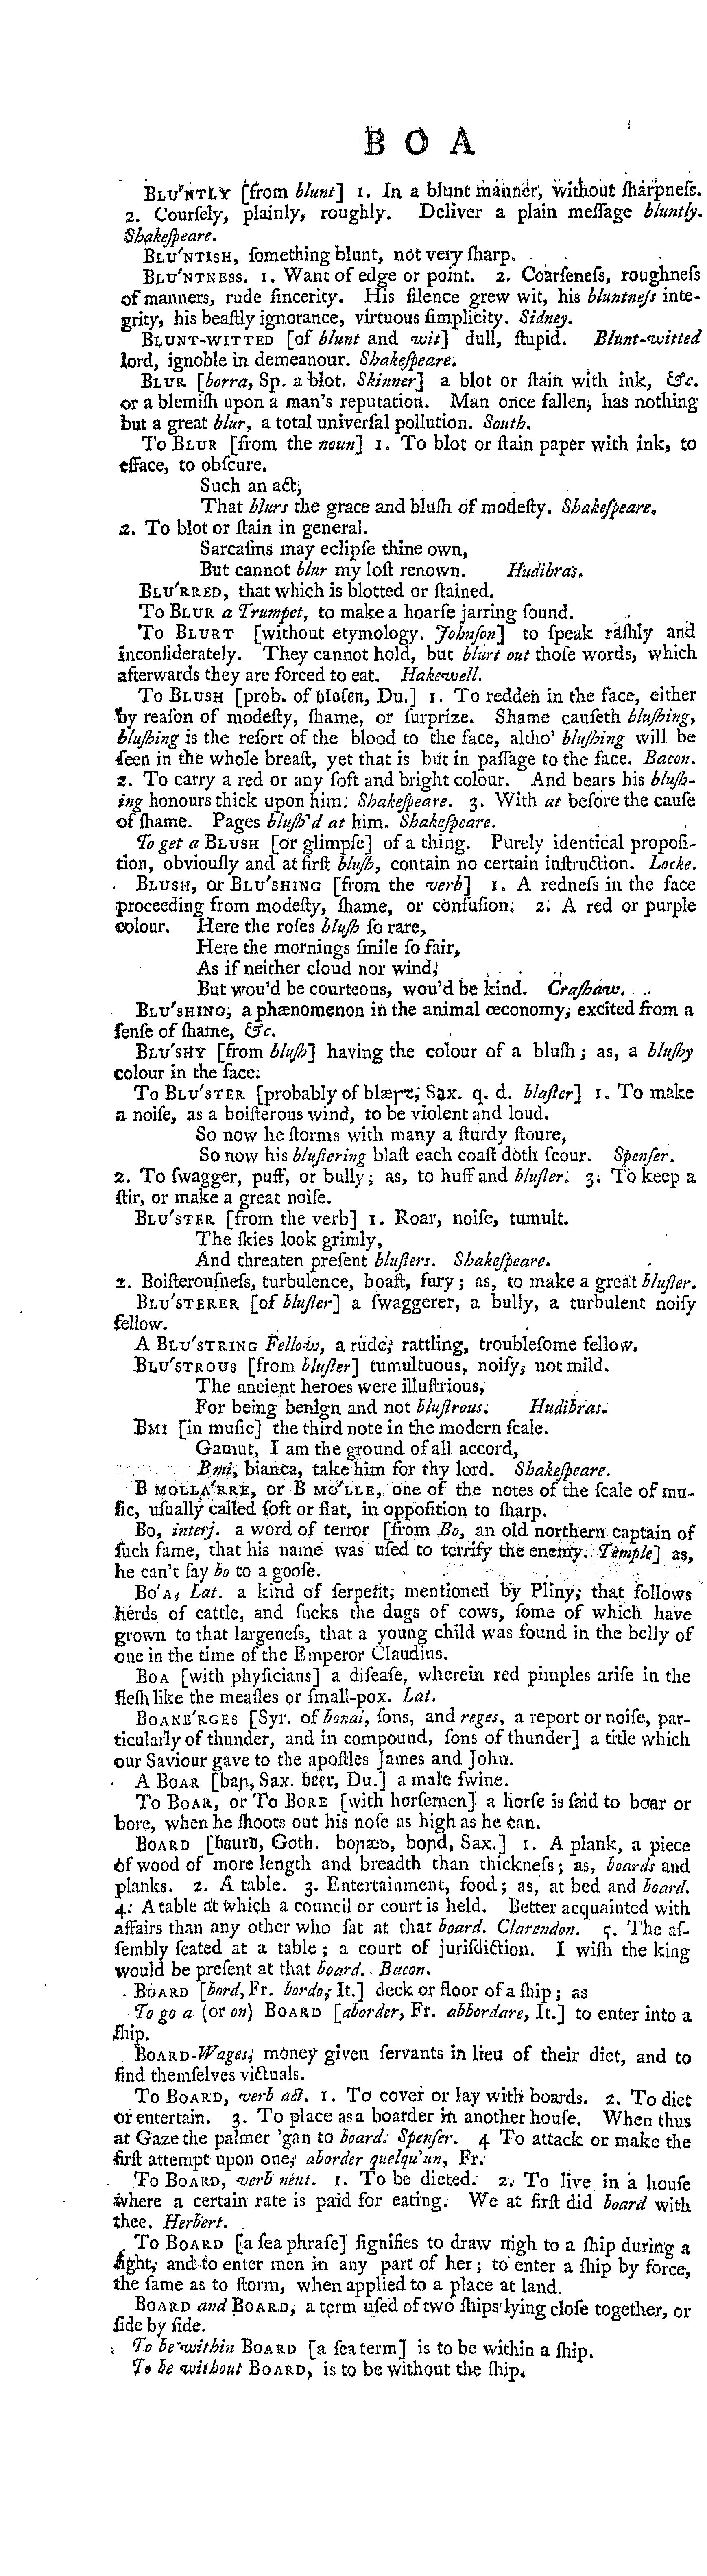 B O A
BLU'NTLY [from blunt] 1. In a blunt manner, without ſharpneſs.
2. Courſely, plainly, roughly. Deliver a plain meſſage bluntly.
Shakeſpeare.
BLU'NTISH, ſomething blunt, not very ſharp.
BLU'NTNESS. 1. Want of edge or point. 2. Coarſeneſs, roughneſs
of manners, rude ſincerity. His ſilence grew wit, his bluntneſs inte-
grity, his beaſtly ignorance, virtuous ſimplicity. Sidney.
BLUNT-WITTED [of blunt and wit] dull, ſtupid. Blunt-witted
lord, ignoble in demeanour. Shakeſpeare.
BLUR [borra, Sp. a blot. Skinner] a blot or ſtain with ink, &c.
or a blemiſh upon a man's reputation. Man once fallen, has nothing
but a great blur, a total univerſal pollution. South.
To BLUR [from the noun] 1. To blot or ſtain paper with ink, to
efface, to obſcure.
Such an act,
That blurs the grace and bluſh of modeſty. Shakeſpeare.
2. To blot or ſtain in general.
Sarcaſms may eclipſe thine own,
But cannot blur my loſt renown. Hudibras.
BLU'RRED, that which is blotted or ſtained.
To BLUR a Trumpet, to make a hoarſe jarring ſound.
To BLURT [without etymology. Johnſon] to ſpeak raſhly and
inconſiderately. They cannot hold, but blurt out thoſe words, which
afterwards they are forced to eat. Hakewell.
To BLUSH [prob. of bloſen, Du.] 1. To redden in the face, either
by reaſon of modeſty, ſhame, or ſurprize. Shame cauſeth bluſhing,
bluſhing is the reſort of the blood to the face, altho' bluſhing will be
ſeen in the whole breaſt, yet that is but in paſſage to the face. Bacon.
2. To carry a red or any ſoft and bright colour. And bears his bluſh-
ing honours thick upon him. Shakeſpeare. 3. With at before the cauſe
of ſhame. Pages bluſh'd at him. Shakeſpeare.
To get a BLUSH [or glimpſe] of a thing. Purely identical propoſi-
tion, obviouſly and at firſt bluſh, contain no certain inſtruction. Locke.
BLUSH, or BLU'SHING [from the verb] 1. A redneſs in the face
proceeding from modeſty, ſhame, or confuſion. 2. A red or purple
colour. Here the roſes bluſh ſo rare,
Here the mornings ſmile ſo fair,
As if neither cloud nor wind,
But wou'd be courteous, wou'd be kind. Craſhaw.
BLU'SHING, a phænomenon in the animal œconomy, excited from a
ſenſe of ſhame, &c.
BLU'SHY [from bluſh] having the colour of a bluſh; as, a bluſhy
colour in the face.
To BLU'STER [probably of blæꞅꞇ, Sax. q. d. blaſter] 1. To make
a noiſe, as a boiſterous wind, to be violent and loud.
So now he ſtorms with many a ſturdy ſtoure,
So now his bluſtering blaſt each coaſt doth ſcour. Spenſer.
2. To ſwagger, puff, or bully; as, to huff and bluſter. 3. To keep a
ſtir, or make a great noiſe.
BLU'STER [from the verb] 1. Roar, noiſe, tumult.
The ſkies look grimly,
And threaten preſent bluſters. Shakeſpeare.
2. Boiſterouſneſs, turbulence, boaſt, fury; as, to make a great bluſter.
BLU'STERER [of bluſter] a ſwaggerer, a bully, a turbulent noiſy
fellow.
A BLU'STRING Fellow, a rude, rattling, troubleſome fellow.
BLU'STROUS [from bluſter] tumultuous, noiſy, not mild.
The ancient heroes were illuſtrious,
For being benign and not bluſtrous. Hudibras.
BMI [in muſic] the third note in the modern ſcale.
Gamut, I am the ground of all accord,
Bmi, bianca, take him for thy lord. Shakeſpeare.
B MOLLA'RRE, or B MO'LLE, one of the notes of the ſcale of mu-
ſic, uſually called ſoft or flat, in oppoſition to ſharp.
BO, interj. a word of terror [from Bo, an old northern captain of
ſuch fame, that his name was uſed to terrify the enemy. Temple] as,
he can't ſay bo to a gooſe.
BO'A, Lat. a kind of ſerpent, mentioned by Pliny, that follows
herds of cattle, and ſucks the dugs of cows, ſome of which have
grown to that largeneſs, that a young child was found in the belly of
one in the time of the Emperor Claudius.
BOA [with phyſicians] a diſeaſe, wherein red pimples ariſe in the
fleſh like the meaſles or ſmall-pox. Lat.
BOANE'RGES [Syr. of bonai, ſons, and reges, a report or noiſe, par-
ticularly of thunder, and in compound, ſons of thunder] a title which
our Saviour gave to the apoſtles James and John.
A BOAR [baꞃ, Sax. beer, Du.] a male ſwine.
To BOAR, or To BORE [with horſemen] a horſe is ſaid to boar or
bore, when he ſhoots out his noſe as high as he can.
BOARD [baurd, Goth. boꞃæꝺ, boꞃꝺ, Sax.] 1. A plank, a piece
of wood of more length and breadth than thickneſs; as, boards and
planks. 2. A table. 3. Entertainment, food; as, at bed and board.
4. A table at which a council or court is held. Better acquainted with
affairs than any other who ſat at that board. Clarendon. 5. The aſ-
ſembly ſeated at a table; a court of juriſdiction. I wiſh the king
would be preſent at that board. Bacon.
BOARD [bord, Fr. bordo, It.] deck or floor of a ſhip; as
To go a (or on) BOARD [aborder, Fr. abbordare, It.] to enter into a
ſhip.
BOARD-Wages, money given ſervants in lieu of their diet, and to
find themſelves victuals.
To BOARD, verb act. 1. To cover or lay with boards. 2. To diet
or entertain. 3. To place as a boarder in another houſe. When thus
at Gaze the palmer 'gan to board. Spenſer. 4 To attack or make the
firſt attempt upon one, aborder quelqu'un, Fr.
To BOARD, verb neut. 1. To be dieted. 2. To live in a houſe
where a certain rate is paid for eating. We at firſt did board with
thee. Herbert.
To BOARD [a ſea phraſe] ſignifies to draw nigh to a ſhip during a
fight, and to enter men in any part of her; to enter a ſhip by force,
the ſame as to ſtorm, when applied to a place at land.
BOARD and BOARD, a term uſed of two ſhips lying cloſe together, or
ſide by ſide.
To be within BOARD [a ſea term] is to be within a ſhip.
To be without BOARD, is to be without the ſhip.